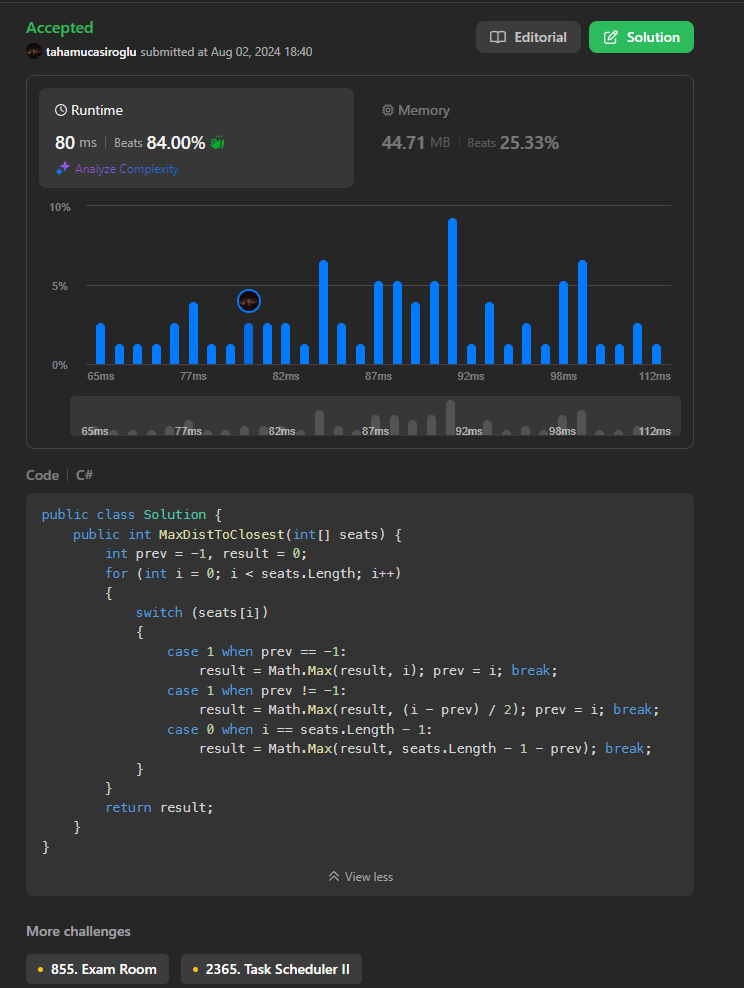 Accepted
tahamucasiroglu submitted at Aug 02, 2024 18:40
Editorial
Solution
Runtime
80 ms | Beats 84.00%
Analyze Complexity
Memory
44.71 MB | Beats 25.33%
10%
5%
0%
65ms 77ms 82ms 87ms 92ms 98ms 112ms
65ms 77ms 82ms 87ms 92ms 98ms 112ms
Code | C#
public class Solution {
    public int MaxDistToClosest(int[] seats) {
        int prev = −1, result = 0;
        for (int i = 0; i < seats.Length; i++)
        {
            switch (seats[i])
            {
                case 1 when prev == −1:
                    result = Math.Max(result, i); prev = i; break;
                case 1 when prev != −1:
                    result = Math.Max(result, (i − prev) / 2); prev = i; break;
                case 0 when i == seats.Length − 1:
                    result = Math.Max(result, seats.Length − 1 − prev); break;
            }
        }
        return result;
    }
}
View less
More challenges
855. Exam Room
2365. Task Scheduler II